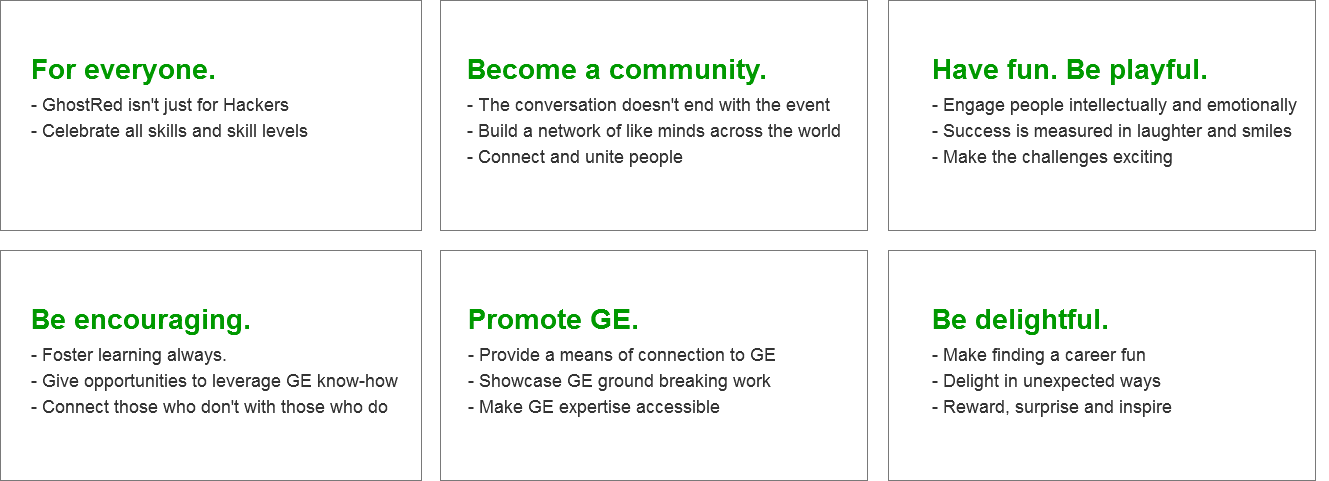 For everyone.
- GhostRed isn't just for Hackers
- Celebrate all skills and skill levels
Become a community.
- The conversation doesn't end with the event
- Build a network of like minds across the world
- Connect and unite people
Have fun. Be playful.
- Engage people intellectually and emotionally
- Success is measured in laughter and smiles
- Make the challenges exciting
Be encouraging.
- Foster learning always.
- Give opportunities to leverage GE know-how
- Connect those who don't with those who do
Promote GE.
- Provide a means of connection to GE
- Showcase GE ground breaking work
- Make GE expertise accessible
Be delightful.
- Make finding a career fun
- Delight in unexpected ways
- Reward, surprise and inspire